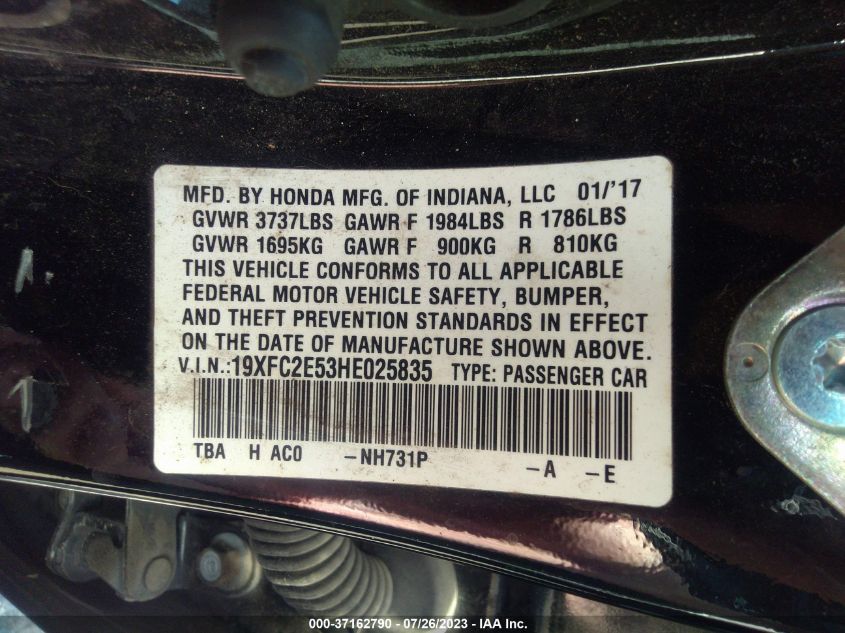 MFD. BY HONDA MFG. OF INDIANA, LLC 01/'17
GVWR 3737LBS GAWR F 1984LBS R 1786LBS
GVWR 1695KG GAWR F 900KG R 810KG
THIS VEHICLE CONFORMS TO ALL APPLICABLE
FEDERAL MOTOR VEHICLE SAFETY, BUMPER,
AND THEFT PREVENTION STANDARDS IN EFFECT
ON THE DATE OF MANUFACTURE SHOWN ABOVE.
V.I.N.:19XFC2E53HE025835 TYPE: PASSENGER CAR
TBA H AC0 -NH731P -A -E
000-37162790 - 07/26/2023 - IAA Inc.